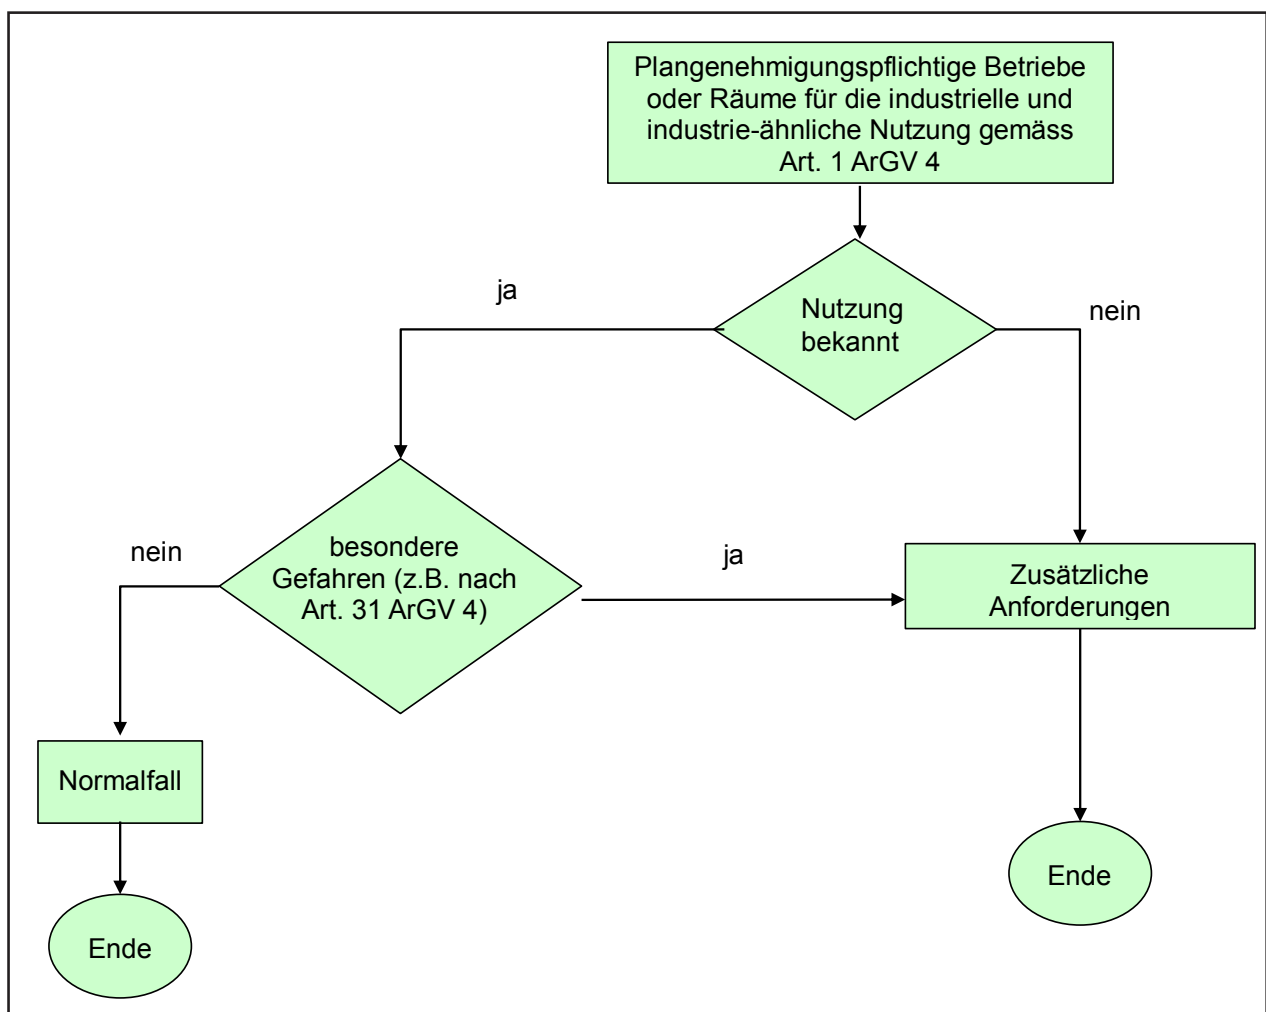 Plangenehmigungspflichtige Betriebe
oder Räume für die industrielle und
industrie-ähnliche Nutzung gemäss
Art. 1 ArGV 4
ja
Nutzung
bekannt
nein
nein
besondere
Gefahren (z.B. nach
Art. 31 ArGV 4)
ja
Zusätzliche
Anforderungen
Normalfall
Ende
Ende